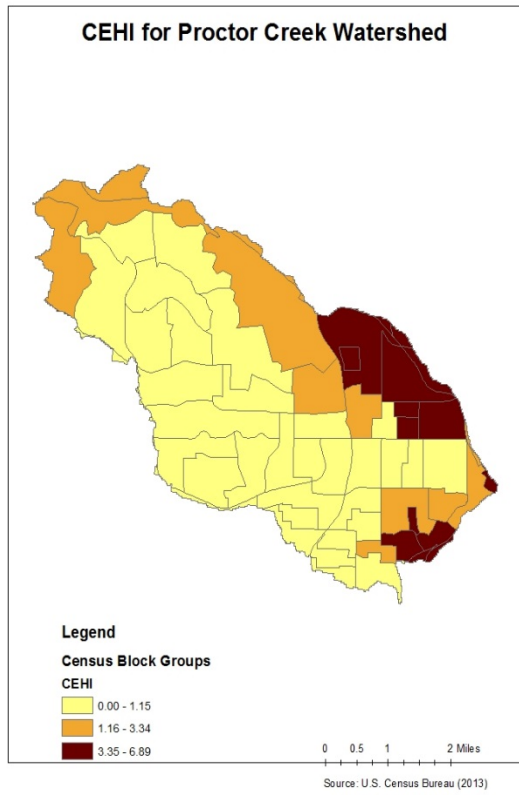 CEHI for Proctor Creek Watershed
Legend
Census Block Groups
CEHI
0.00 - 1.15
1.16 - 3.34
3.35 - 6.89
0 0.5 1 2 Miles
Source: U.S. Census Bureau (2013)